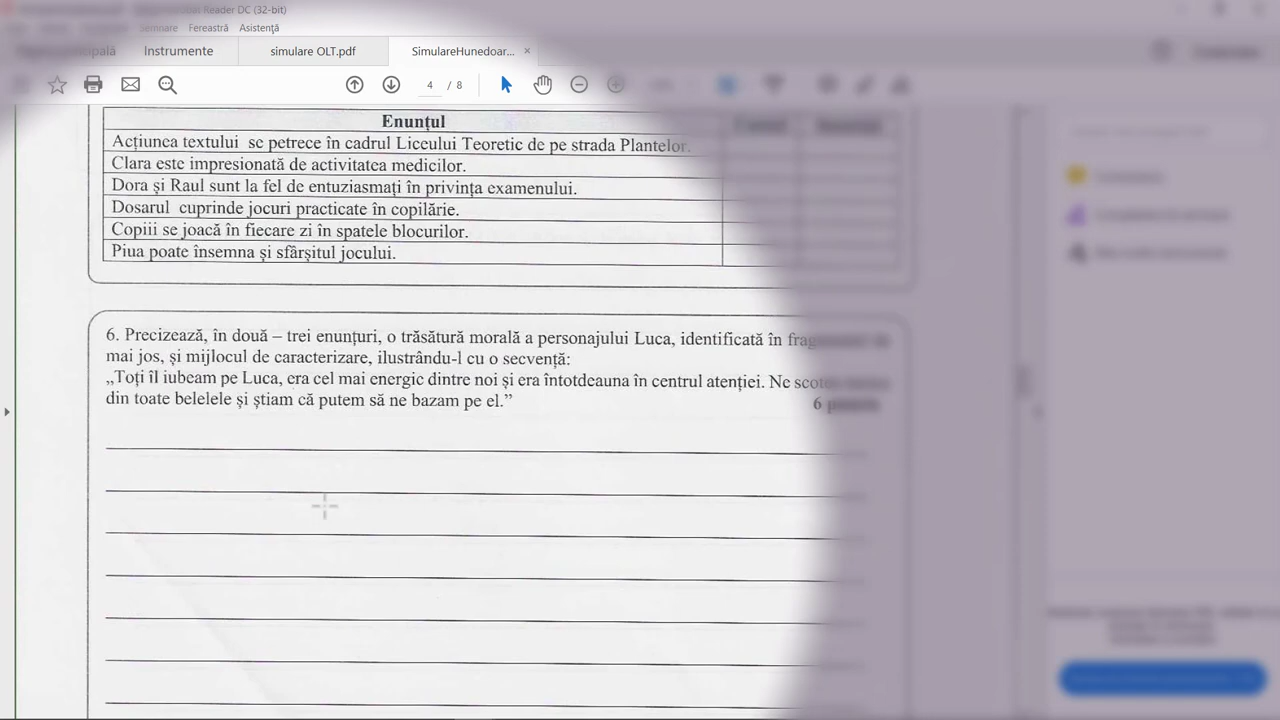 Reader DC (32-bit)
Semnare Fereastră Asistență
Instrumente simulare OLT.pdf SimulareHunedoar... ×
4 / 8
Enunțul
Acțiunea textului se petrece în cadrul Liceului Teoretic de pe strada Plantelor.
Clara este impresionată de activitatea medicilor.
Dora și Raul sunt la fel de entuziasmați în privința examenului.
Dosarul cuprinde jocuri practicate în copilărie.
Copiii se joacă în fiecare zi în spatele blocurilor.
Piua poate însemna și sfârșitul jocului.
6. Precizează, în două – trei enunțuri, o trăsătură morală a personajului Luca, identificată în
mai jos, și mijlocul de caracterizare, ilustrându-l cu o secvență:
„Toți îl iubeam pe Luca, era cel mai energic dintre noi și era întotdeauna în centrul atenției. Ne
din toate belelele și știam că putem să ne bazam pe el.”
6